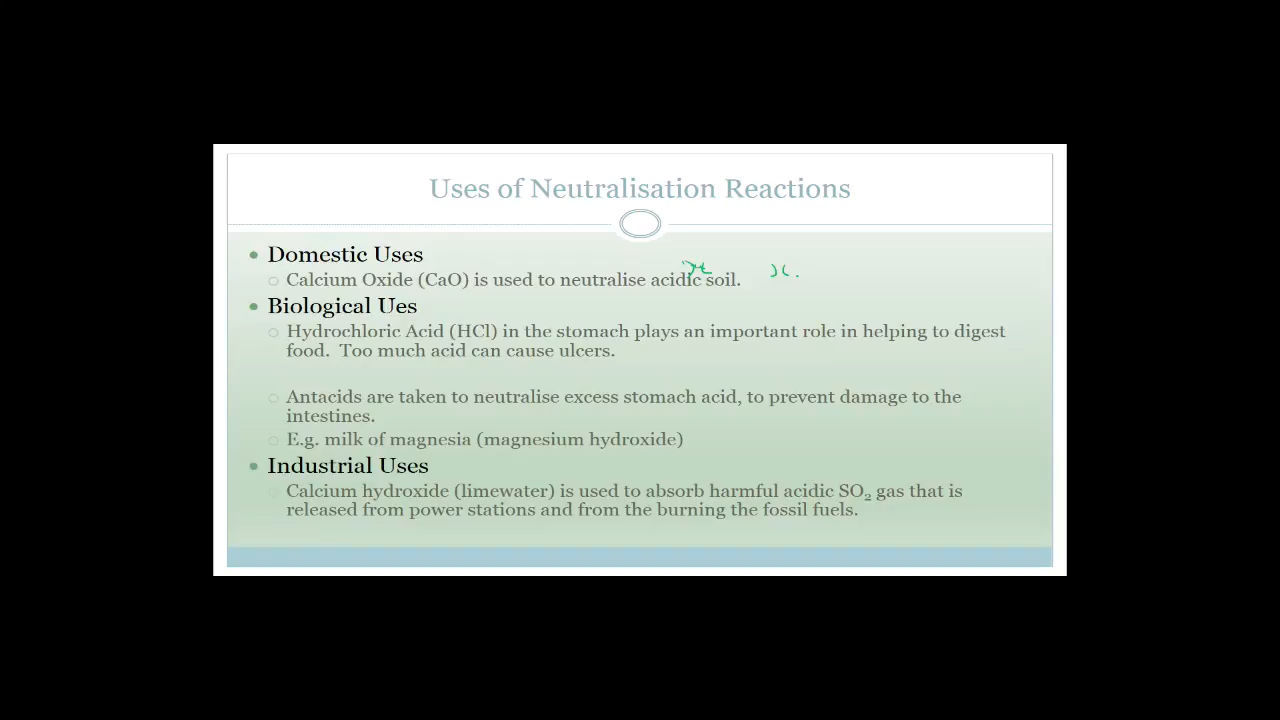 Uses of Neutralisation Reactions
Domestic Uses
Calcium Oxide (CaO) is used to neutralise acidic soil.
Biological Ues
Hydrochloric Acid (HCl) in the stomach plays an important role in helping to digest
food. Too much acid can cause ulcers.
Antacids are taken to neutralise excess stomach acid, to prevent damage to the
intestines.
E.g. milk of magnesia (magnesium hydroxide)
Industrial Uses
Calcium hydroxide (limewater) is used to absorb harmful acidic SO₂ gas that is
released from power stations and from the burning the fossil fuels.